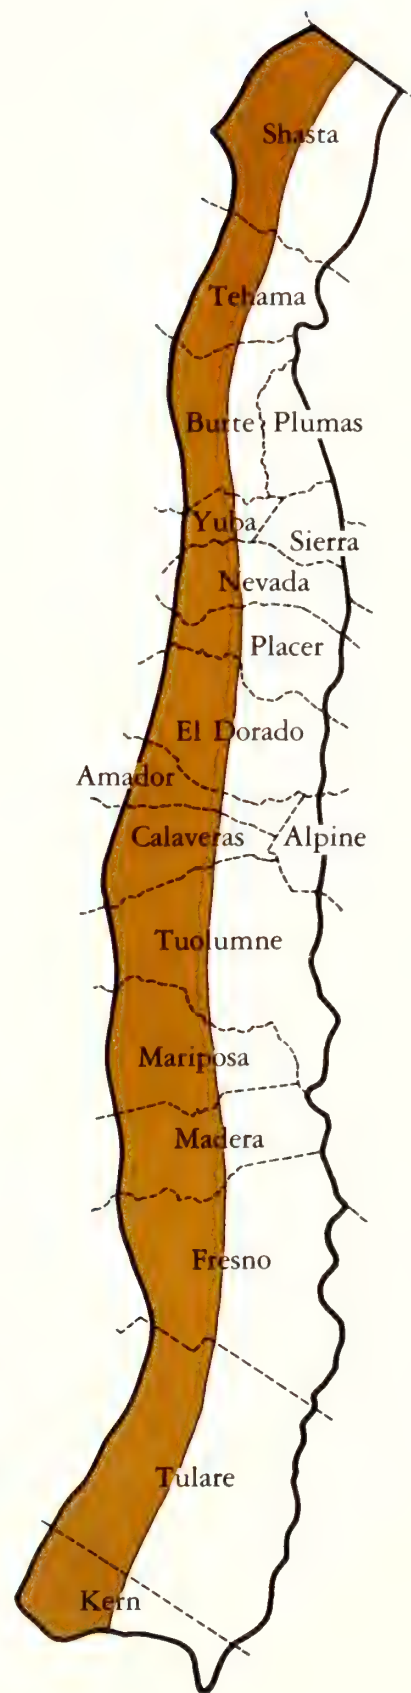 Shasta
Tehama
Butte Plumas
Yuba
Sierra
Nevada
Placer
El Dorado
Amador
Calaveras Alpine
Tuolumne
Mariposa
Madera
Fresno
Tulare
Kern